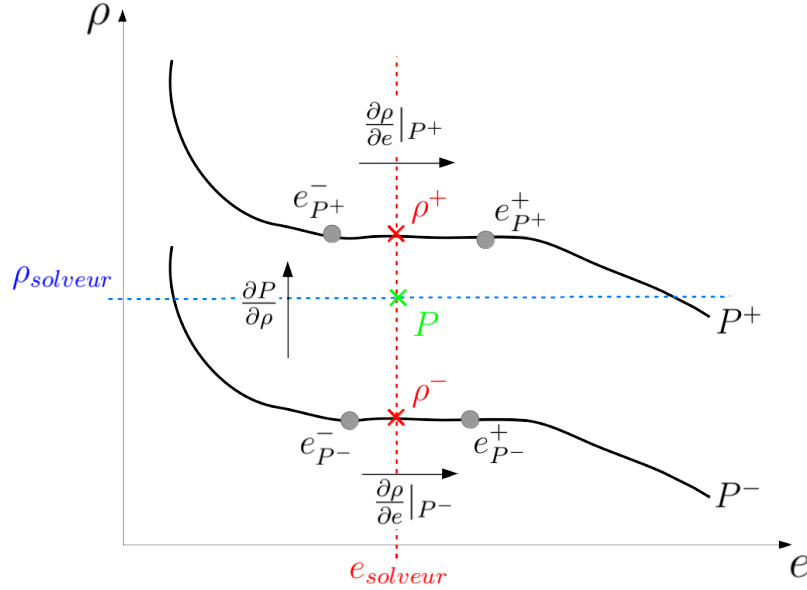 ρ
∂ρ/∂e|P+
e−P+
ρ+
e+P+
ρsolveur
∂P/∂ρ
P
P+
ρ−
e−P−
e+P−
∂ρ/∂e|P−
P−
esolveur
e